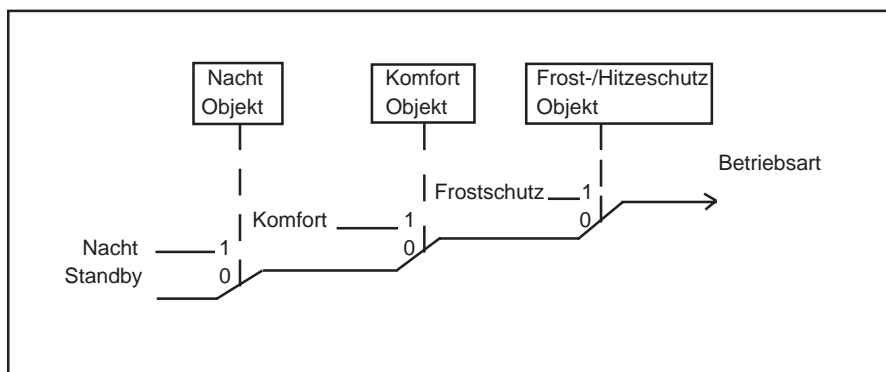 Nacht
Objekt
Komfort
Objekt
Frost-/Hitzeschutz
Objekt
Betriebsart
Frostschutz 1
0
Komfort 1
0
Nacht 1
Standby 0